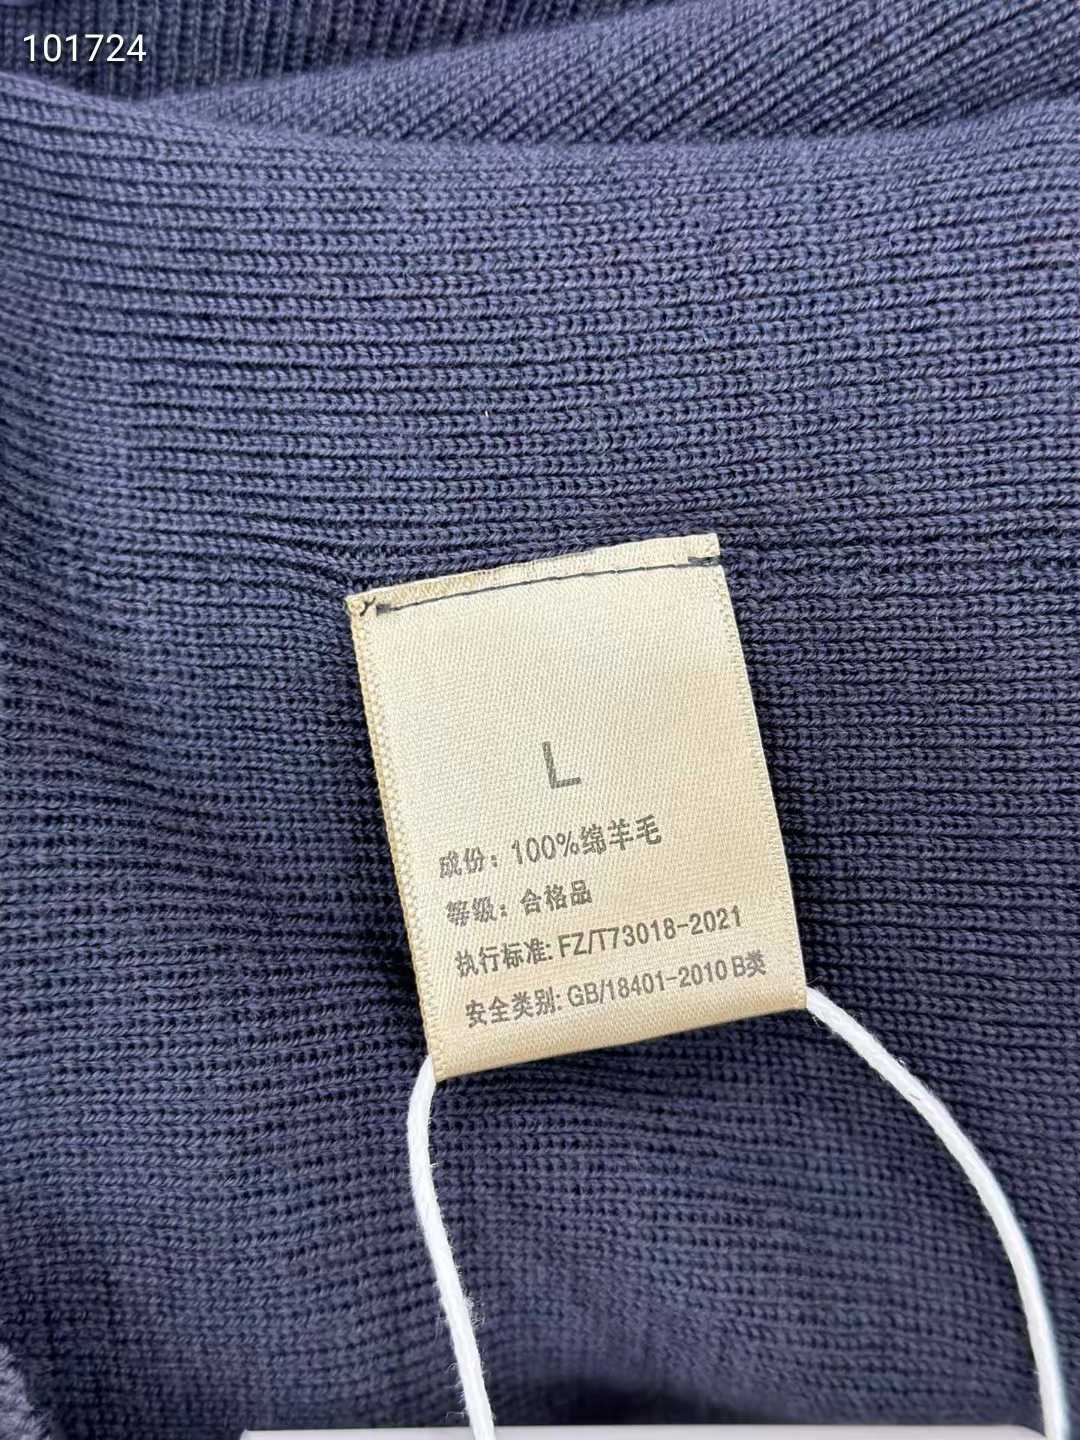 101724
L
成份: 100%绵羊毛
等级: 合格品
执行标准: FZ/T73018-2021
安全类别: GB/18401-2010 B类